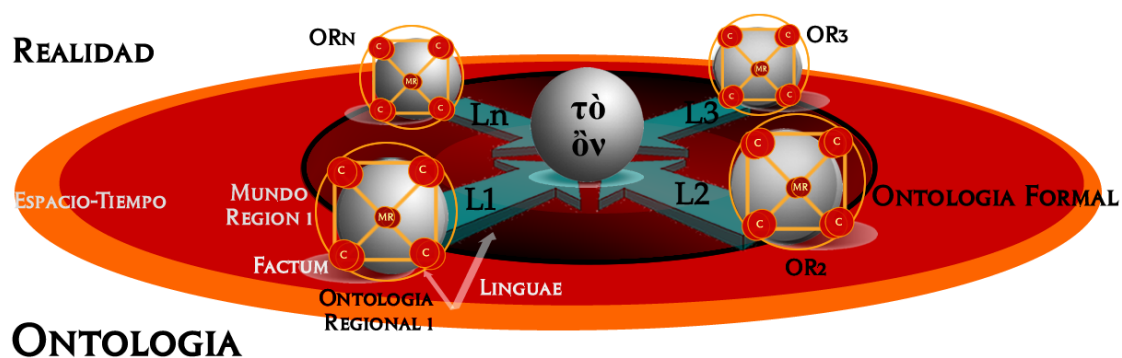 Realidad
ORn
OR3
MR
C
C
C
C
MR
C
C
C
C
Ln
τὸ
ὂν
L3
Espacio-Tiempo
Mundo
Region 1
L1
L2
Ontologia Formal
MR
C
C
C
C
MR
C
C
C
C
Factum
Ontologia
Regional 1
Linguae
OR2
Ontologia